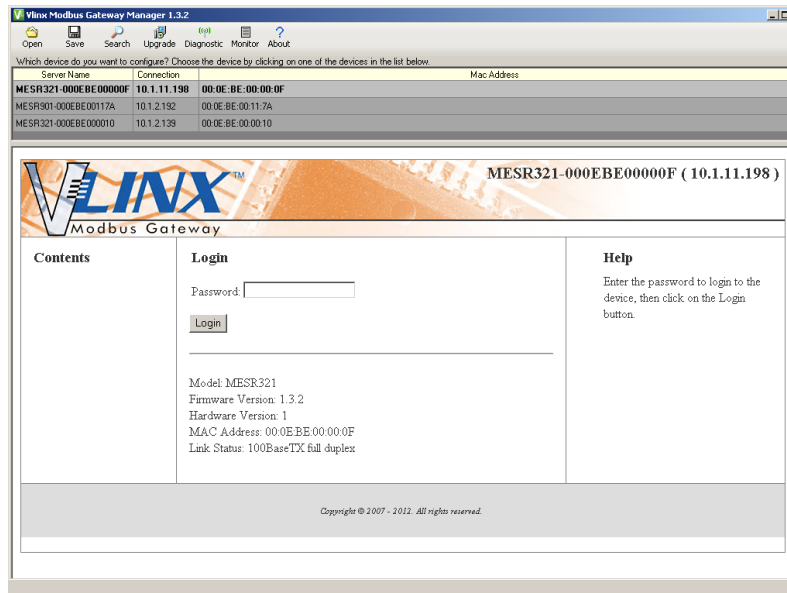 Vlinx Modbus Gateway Manager 1.3.2
Open Save Search Upgrade Diagnostic Monitor About
Which device do you want to configure? Choose the device by clicking on one of the devices in the list below.
Server Name Connection Mac Address
MESR321-000EBE00000F 10.1.11.198 00:0E:BE:00:00:0F
MESR901-000EBE00117A 10.1.2.192 00:0E:BE:00:11:7A
MESR321-000EBE000010 10.1.2.139 00:0E:BE:00:00:10
VLINX TM
Modbus Gateway
MESR321-000EBE00000F ( 10.1.11.198 )
Contents
Login
Password:
Login
Model: MESR321
Firmware Version: 1.3.2
Hardware Version: 1
MAC Address: 00:0E:BE:00:00:0F
Link Status: 100BaseTX full duplex
Help
Enter the password to login to the
device, then click on the Login
button.
Copyright © 2007 - 2012. All rights reserved.